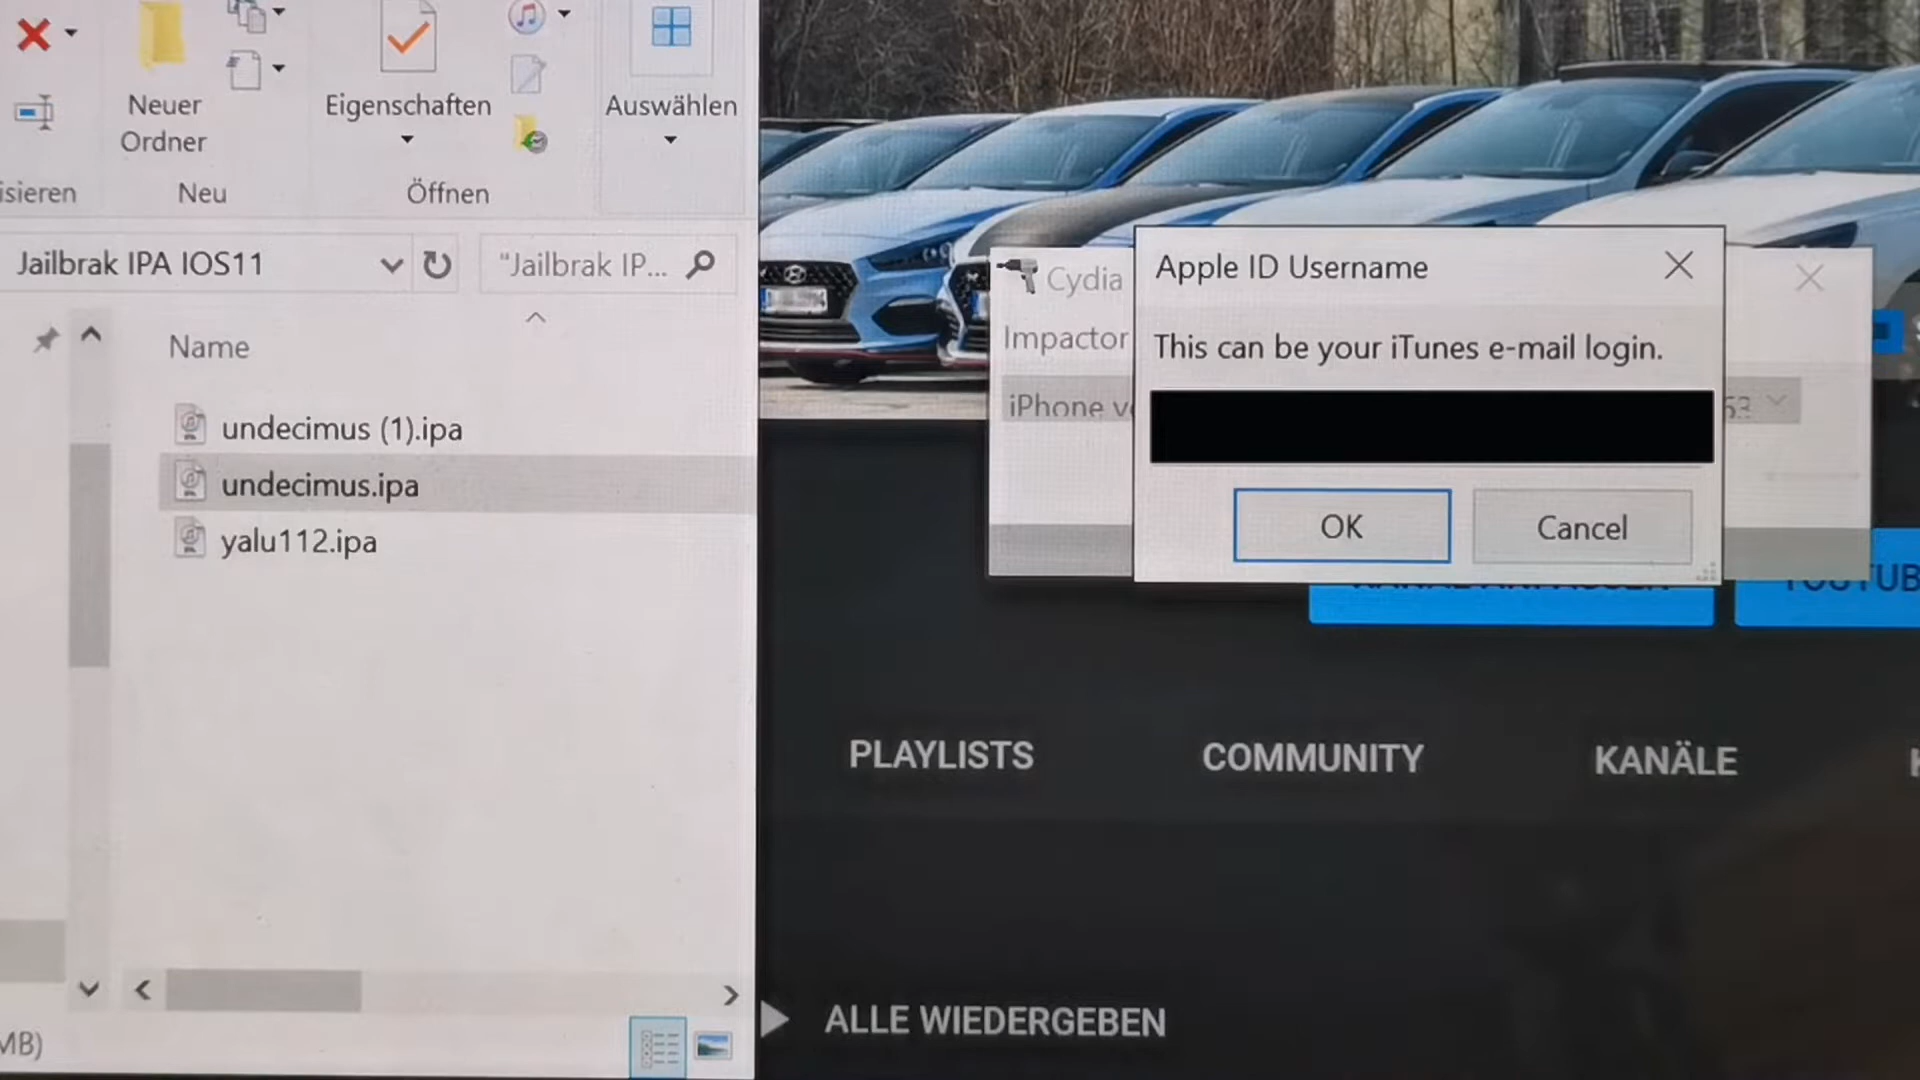 Neuer
Ordner
Eigenschaften
Auswählen
isieren
Neu
Öffnen
Jailbrak IPA IOS11
"Jailbrak IP...
Name
undecimus (1).ipa
undecimus.ipa
yalu112.ipa
MB)
Cydia
Impactor
iPhone
Apple ID Username
This can be your iTunes e-mail login.
OK
Cancel
YOUTUB
PLAYLISTS
COMMUNITY
KANÄLE
ALLE WIEDERGEBEN